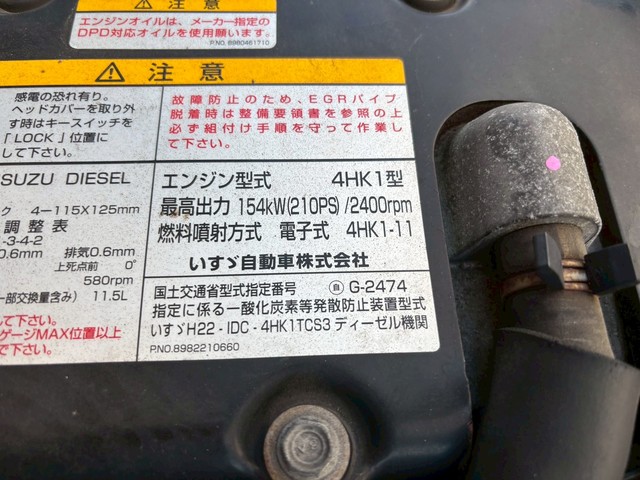 エンジンオイルは、メーカー指定の
DPD対応オイルを使用願います。
P.NO. 8980461710
注意
感電の恐れ有り。
ヘッドカバーを取り外
す時はキースイッチを
「LOCK」位置に
して下さい。
故障防止のため、EGRパイプ
脱着時は整備要領書を参照の上
必ず組付け手順を守って作業し
て下さい。
SUZU DIESEL
ク 4-115X125mm
調整表
-3-4-2
0.6mm 排気0.6mm
上死点前 0°
580rpm
一部交換量含み) 11.5L
して下さい。
ゲージMAX位置以上
で下さい。
エンジン型式 4HK1型
最高出力 154kW(210PS) /2400rpm
燃料噴射方式 電子式 4HK1-11
いすゞ自動車株式会社
国土交通省型式指定番号 自 G-2474
指定に係る一酸化炭素等発散防止装置型式
いすゞH22-IDC-4HK1TCS3 ディーゼル機関
P.NO. 8982210660